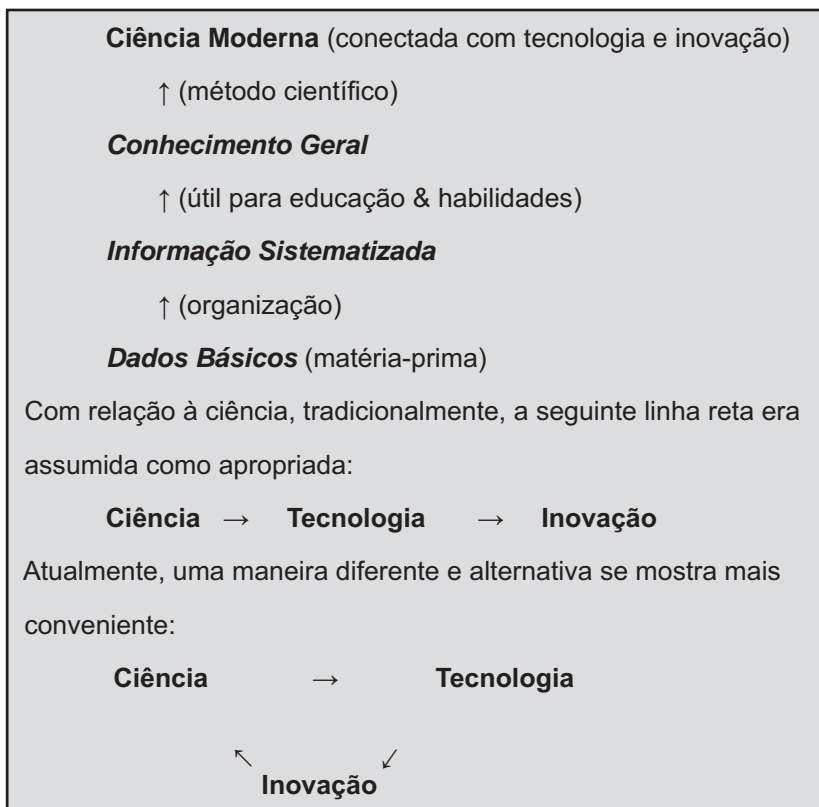 Ciência Moderna (conectada com tecnologia e inovação)
↑ (método científico)
Conhecimento Geral
↑ (útil para educação & habilidades)
Informação Sistematizada
↑ (organização)
Dados Básicos (matéria-prima)
Com relação à ciência, tradicionalmente, a seguinte linha reta era
assumida como apropriada:
Ciência → Tecnologia → Inovação
Atualmente, uma maneira diferente e alternativa se mostra mais
conveniente:
Ciência → Tecnologia
↖ ↙
Inovação